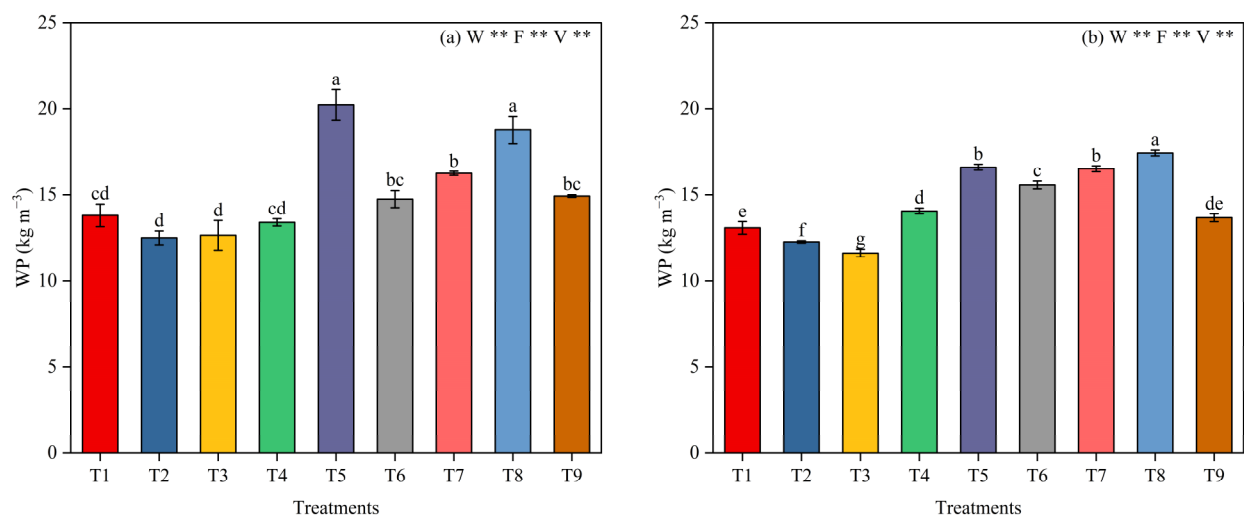 (a) W ** F ** V **
WP (kg m⁻³)
25
20
15
10
5
0
cd
d
d
cd
a
bc
b
a
bc
T1 T2 T3 T4 T5 T6 T7 T8 T9
Treatments
(b) W ** F ** V **
WP (kg m⁻³)
25
20
15
10
5
0
e
f
g
d
b
c
b
a
de
T1 T2 T3 T4 T5 T6 T7 T8 T9
Treatments